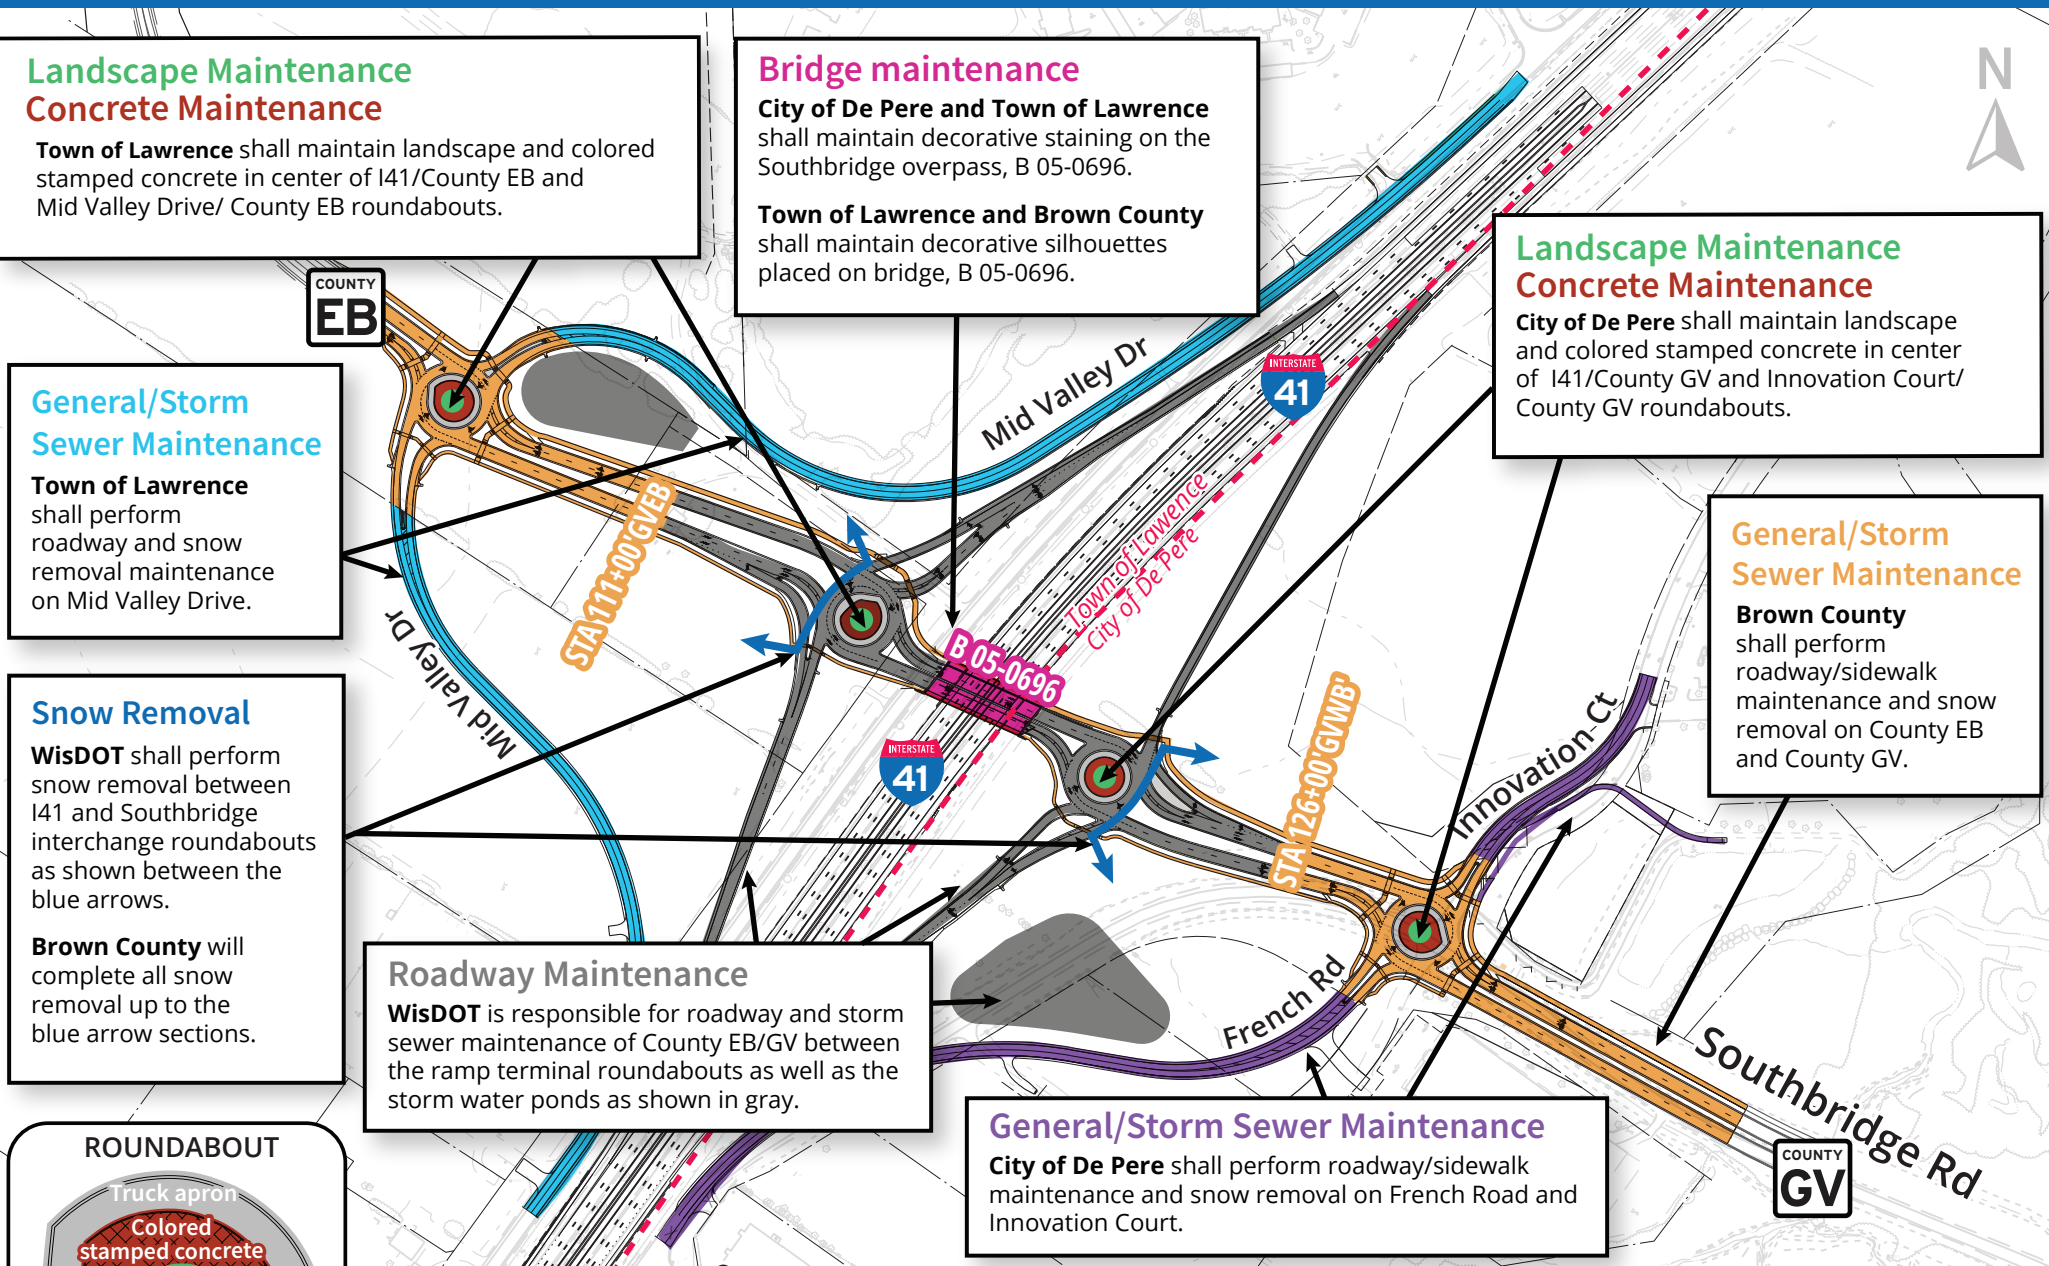 Landscape Maintenance
Concrete Maintenance
Town of Lawrence shall maintain landscape and colored
stamped concrete in center of I41/County EB and
Mid Valley Drive/ County EB roundabouts.
Bridge maintenance
City of De Pere and Town of Lawrence
shall maintain decorative staining on the
Southbridge overpass, B 05-0696.
Town of Lawrence and Brown County
shall maintain decorative silhouettes
placed on bridge, B 05-0696.
N
Landscape Maintenance
Concrete Maintenance
City of De Pere shall maintain landscape
and colored stamped concrete in center
of I41/County GV and Innovation Court/
County GV roundabouts.
COUNTY
EB
General/Storm
Sewer Maintenance
Town of Lawrence
shall perform
roadway and snow
removal maintenance
on Mid Valley Drive.
Mid Valley Dr
INTERSTATE
41
STA 111+00'GVEB'
Town of Lawence
City of De Pere
General/Storm
Sewer Maintenance
Brown County
shall perform
roadway/sidewalk
maintenance and snow
removal on County EB
and County GV.
Mid Valley Dr
B 05-0696
STA 126+00'GVWB'
Innovation Ct
Snow Removal
WisDOT shall perform
snow removal between
I41 and Southbridge
interchange roundabouts
as shown between the
blue arrows.
Brown County will
complete all snow
removal up to the
blue arrow sections.
INTERSTATE
41
Roadway Maintenance
WisDOT is responsible for roadway and storm
sewer maintenance of County EB/GV between
the ramp terminal roundabouts as well as the
storm water ponds as shown in gray.
French Rd
Southbridge Rd
COUNTY
GV
General/Storm Sewer Maintenance
City of De Pere shall perform roadway/sidewalk
maintenance and snow removal on French Road and
Innovation Court.
ROUNDABOUT
Truck apron
Colored
stamped concrete